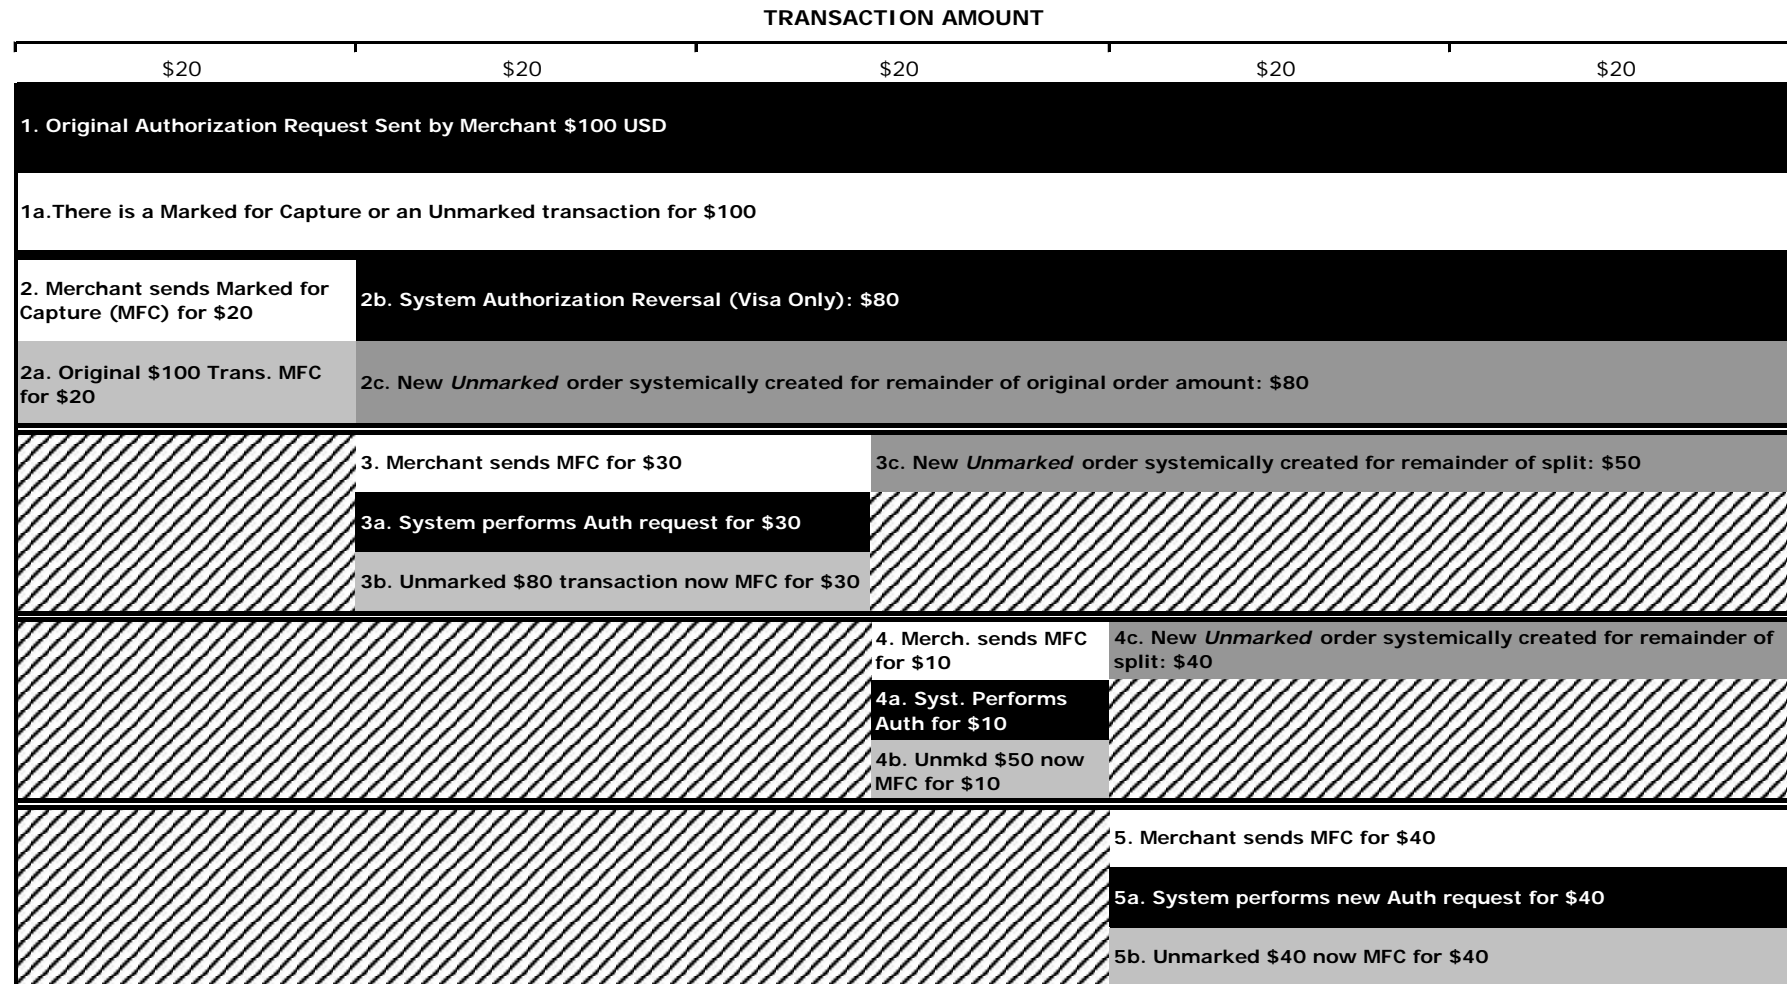 TRANSACTION AMOUNT
$20 $20 $20 $20 $20
1. Original Authorization Request Sent by Merchant $100 USD
1a.There is a Marked for Capture or an Unmarked transaction for $100
2. Merchant sends Marked for
Capture (MFC) for $20
2b. System Authorization Reversal (Visa Only): $80
2a. Original $100 Trans. MFC
for $20
2c. New Unmarked order systemically created for remainder of original order amount: $80
3. Merchant sends MFC for $30
3c. New Unmarked order systemically created for remainder of split: $50
3a. System performs Auth request for $30
3b. Unmarked $80 transaction now MFC for $30
4. Merch. sends MFC
for $10
4c. New Unmarked order systemically created for remainder of
split: $40
4a. Syst. Performs
Auth for $10
4b. Unmkd $50 now
MFC for $10
5. Merchant sends MFC for $40
5a. System performs new Auth request for $40
5b. Unmarked $40 now MFC for $40